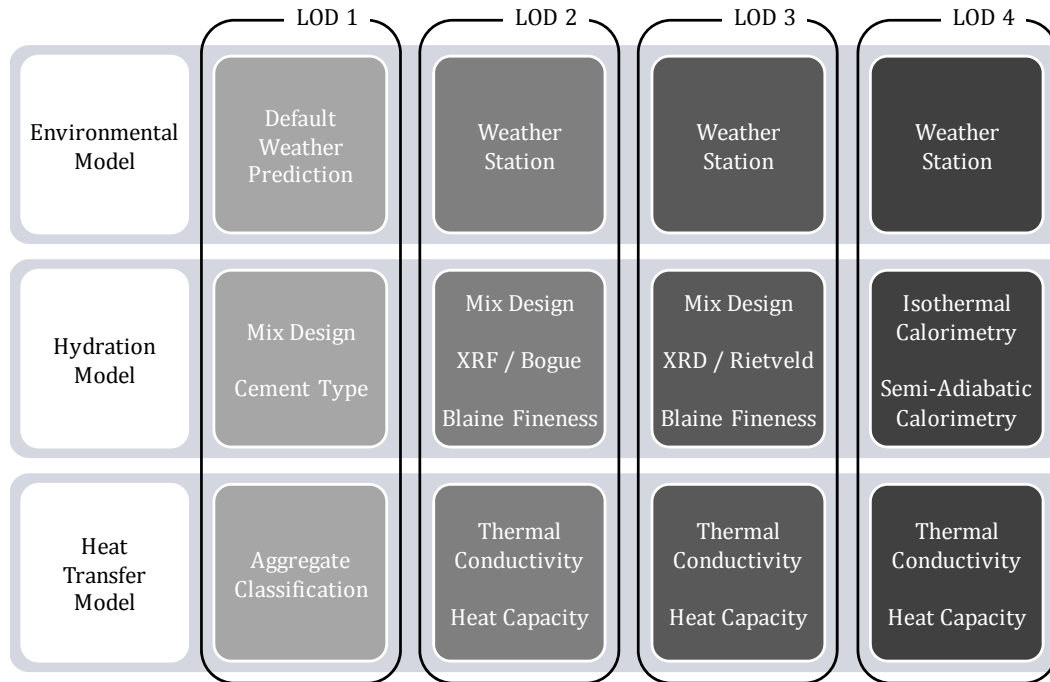 LOD 1
LOD 2
LOD 3
LOD 4
Environmental
Model
Default
Weather
Prediction
Weather
Station
Weather
Station
Weather
Station
Hydration
Model
Mix Design
Cement Type
Mix Design
XRF / Bogue
Blaine Fineness
Mix Design
XRD / Rietveld
Blaine Fineness
Isothermal
Calorimetry
Semi-Adiabatic
Calorimetry
Heat
Transfer
Model
Aggregate
Classification
Thermal
Conductivity
Heat Capacity
Thermal
Conductivity
Heat Capacity
Thermal
Conductivity
Heat Capacity